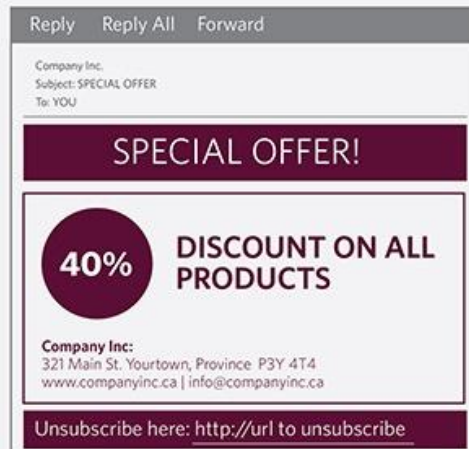 Reply Reply All Forward
Company Inc.
Subject: SPECIAL OFFER
To: YOU
SPECIAL OFFER!
40%
DISCOUNT ON ALL
PRODUCTS
Company Inc:
321 Main St. Yourtown, Province P3Y 4T4
www.companyinc.ca | info@companyinc.ca
Unsubscribe here: http://url to unsubscribe